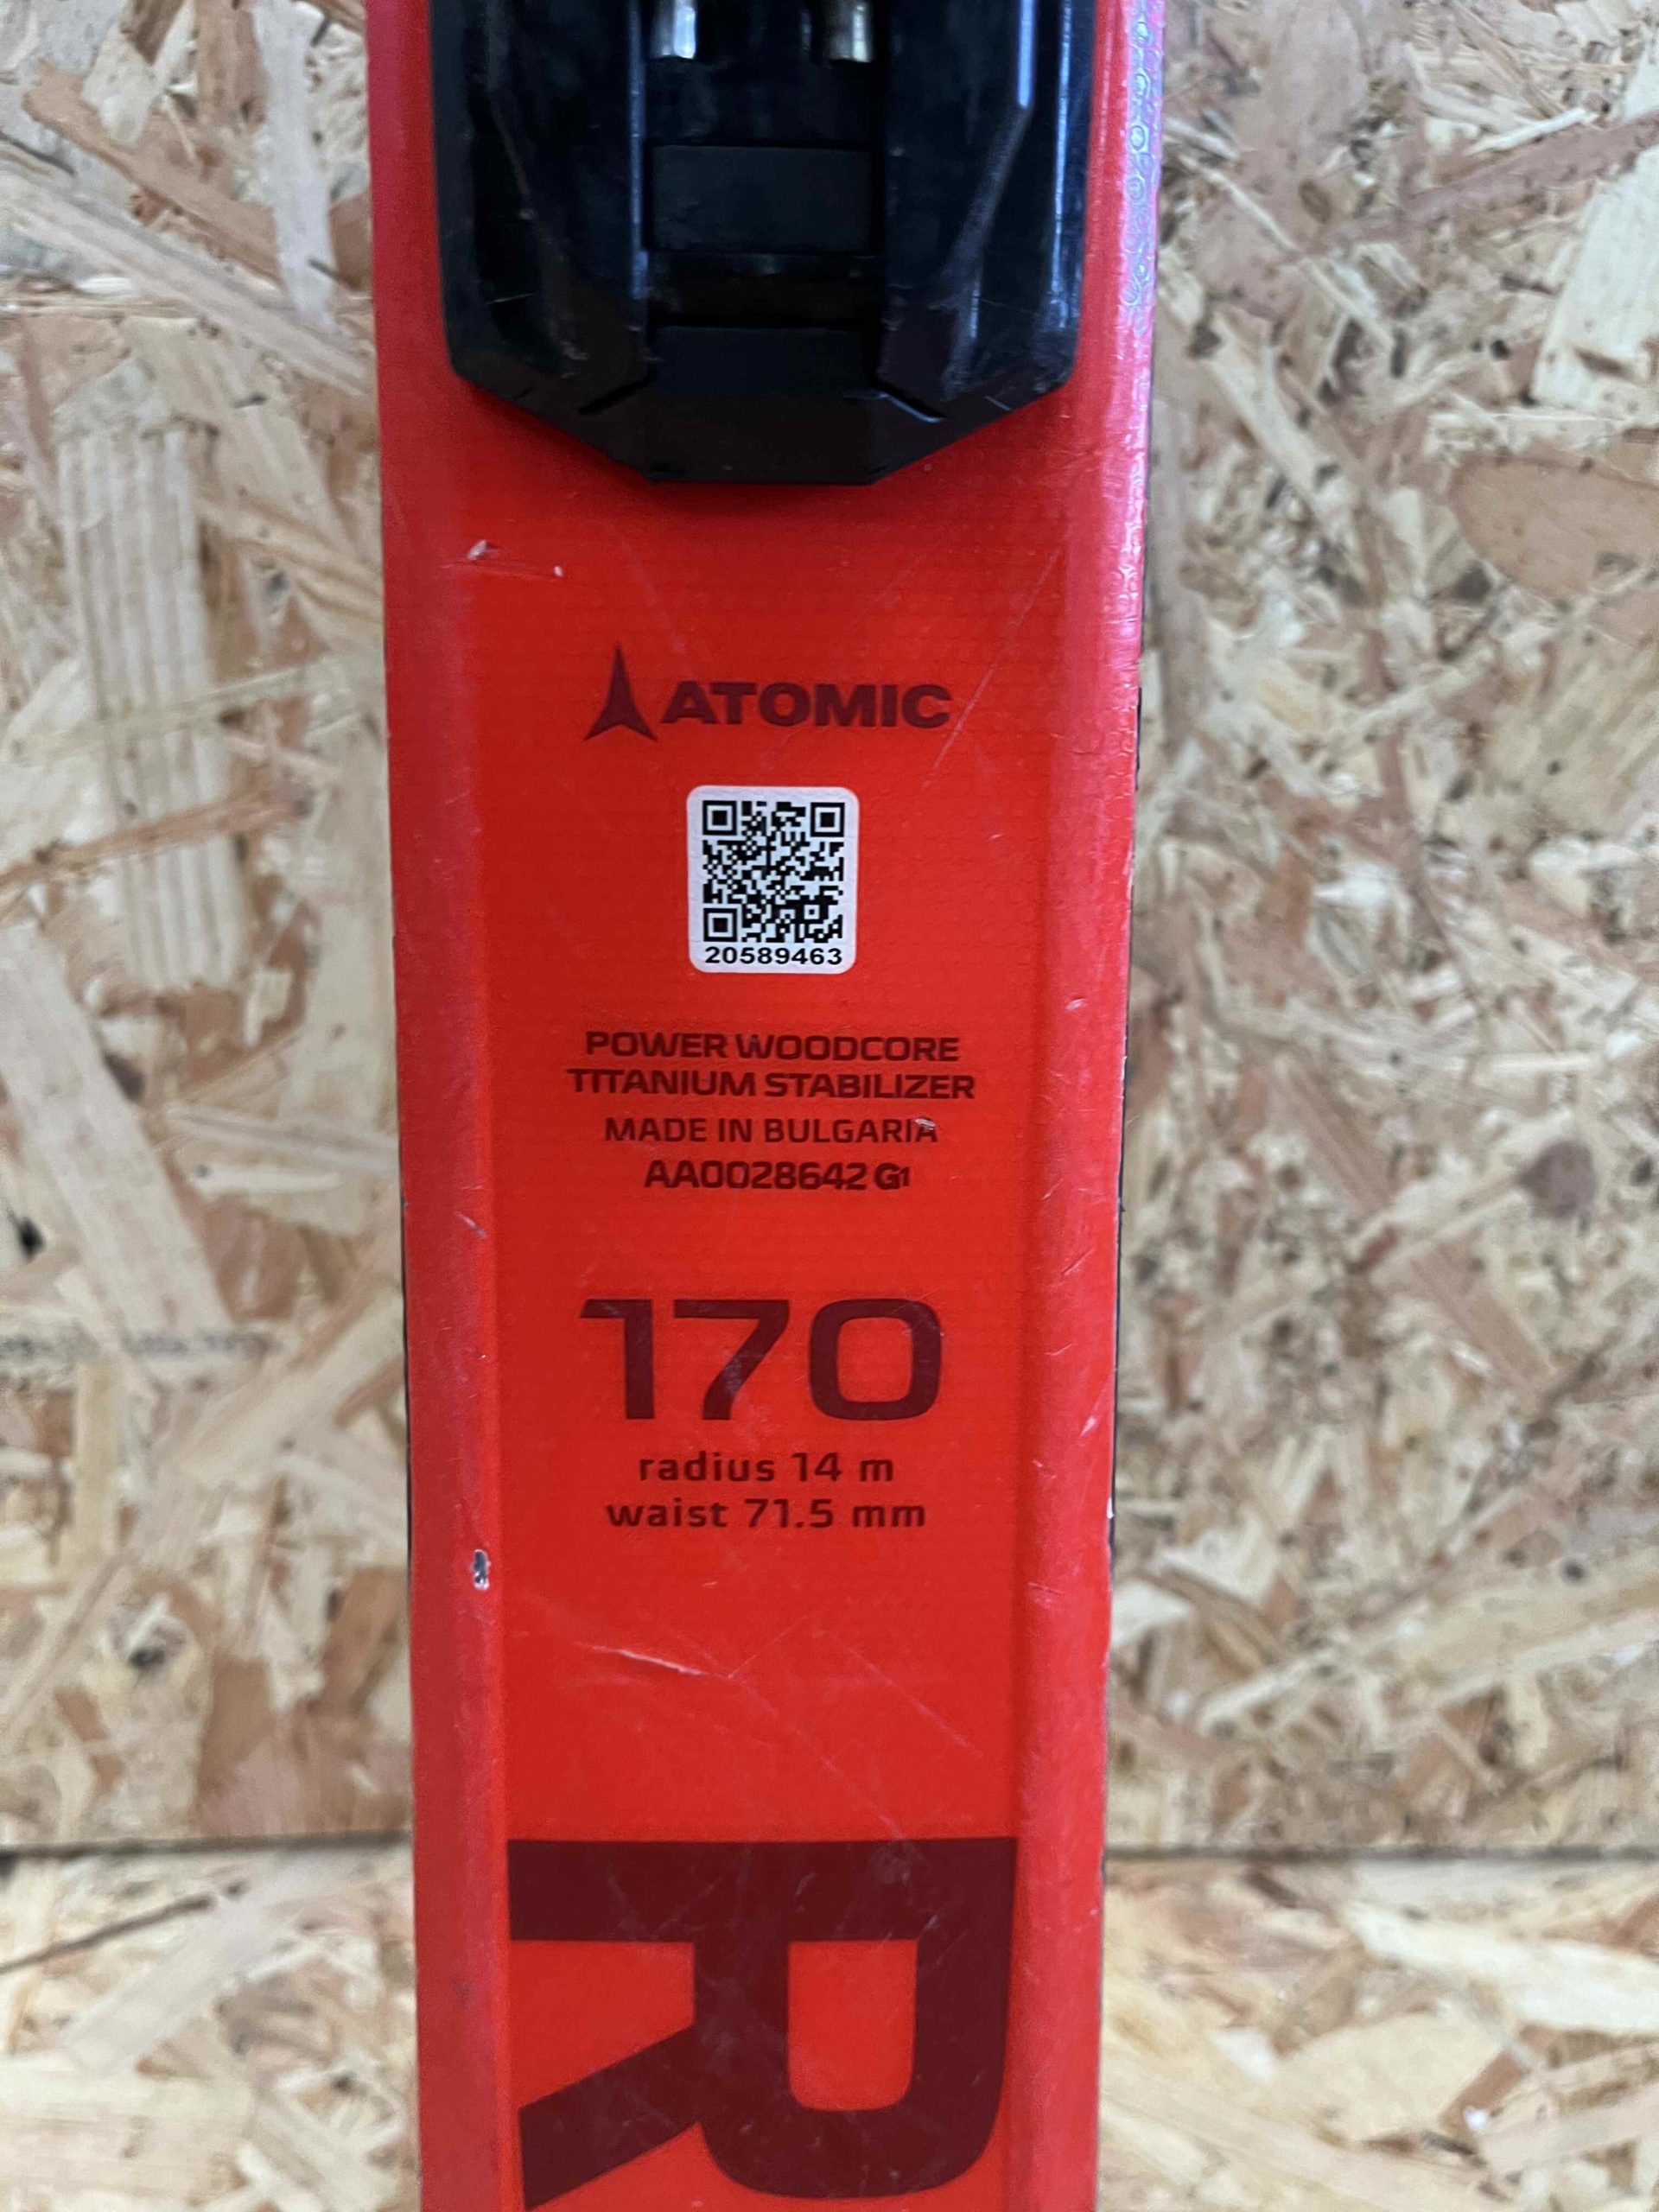 ATOMIC
20589463
POWER WOODCORE
TITANIUM STABILIZER
MADE IN BULGARIA
AA0028642 G1
170
radius 14 m
waist 71.5 mm
R